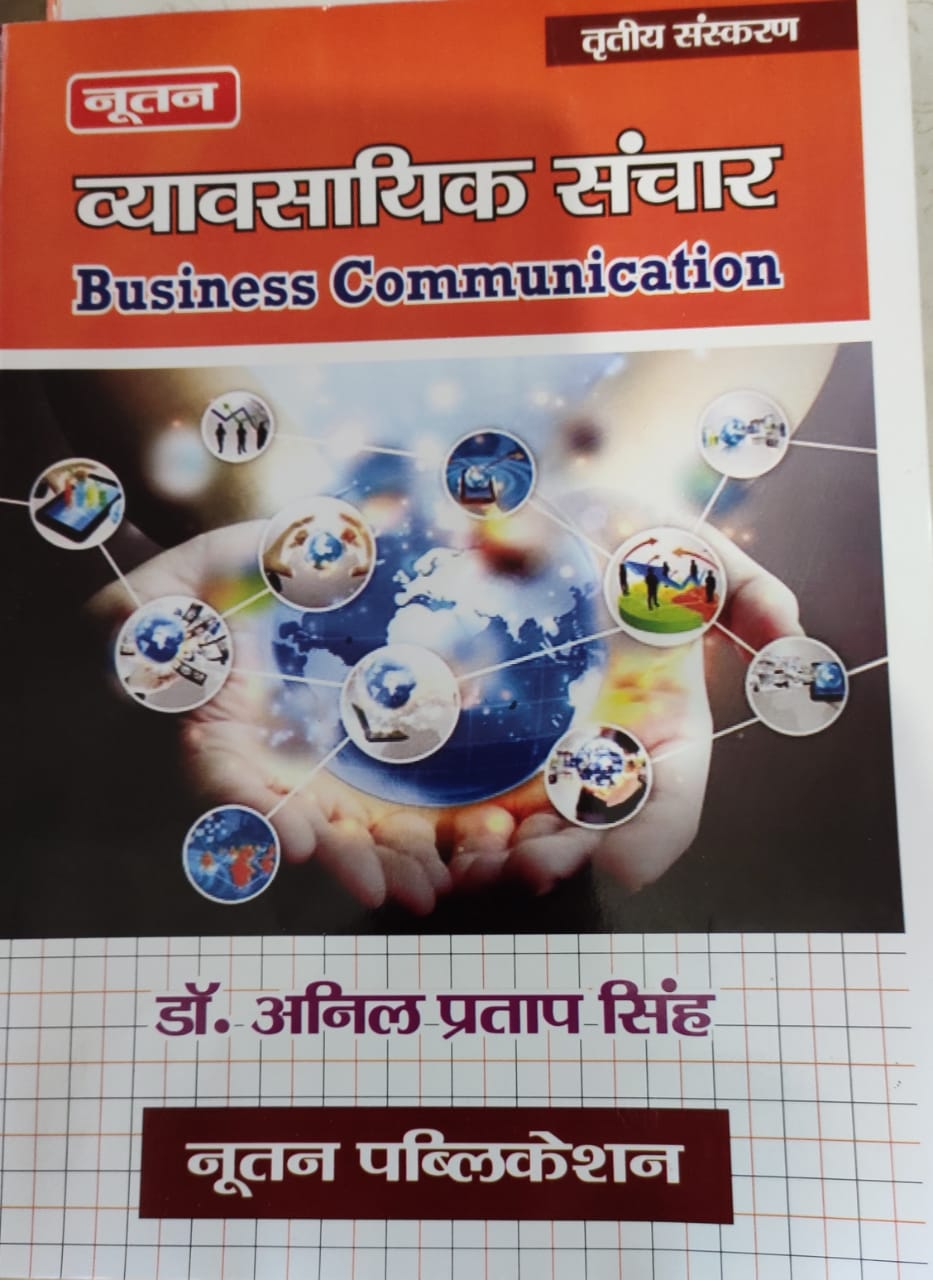 तृतीय संस्करण
नूतन
व्यावसायिक संचार
Business Communication
डॉ. अनिल प्रताप सिंह
नूतन पब्लिकेशन